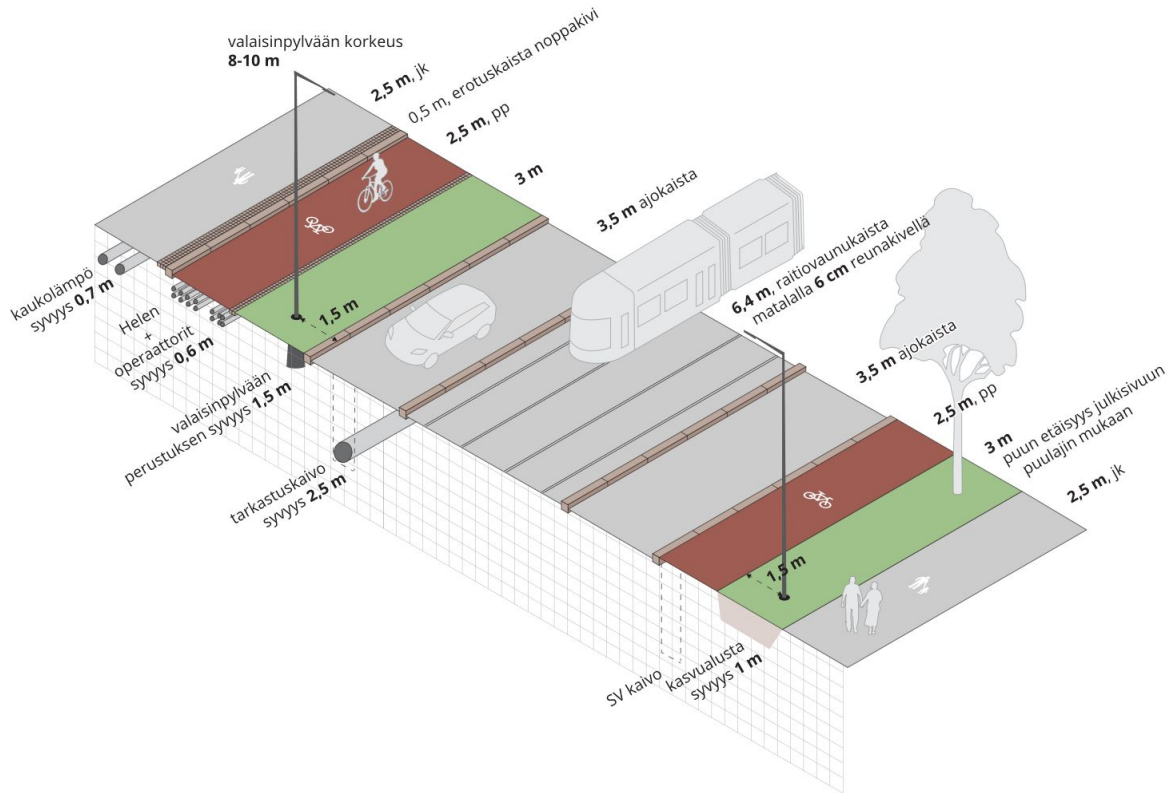 valaisinpylvään korkeus
8-10 m
2,5 m, jk
0,5 m, erotuskaista noppakivi
2,5 m, pp
3 m
3,5 m ajokaista
6,4 m, raitiovaunukaista
matalalla 6 cm reunakivellä
3,5 m ajokaista
2,5 m, pp
3 m
puun etäisyys julkisivuun
puulajin mukaan
2,5 m, jk
kaukolämpö
syvyys 0,7 m
Helen
+
operaattorit
syvyys 0,6 m
1,5 m
valaisinpylvään
perustuksen syvyys 1,5 m
tarkastuskaivo
syvyys 2,5 m
1,5 m
SV kaivo
kasvualusta
syvyys 1 m